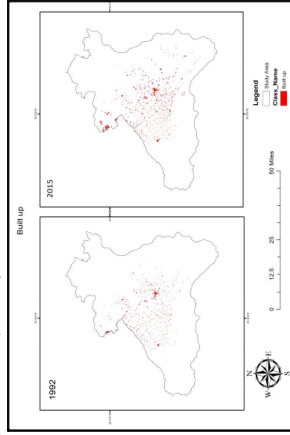 Built up
1992
2015
N
W E
S
0 12.5 25 50 Miles
Legend
Study Area
Class_Name
Built up